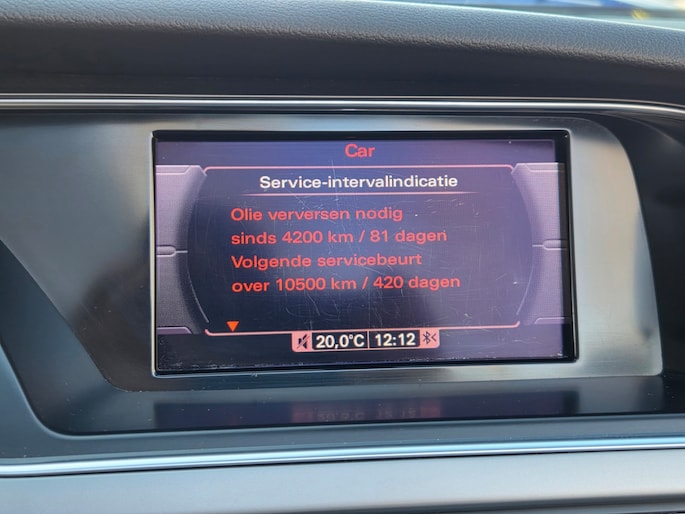 Car
Service-intervalindicatie
Olie verversen nodig
sinds 4200 km / 81 dagen
Volgende servicebeurt
over 10500 km / 420 dagen
20,0°C 12:12